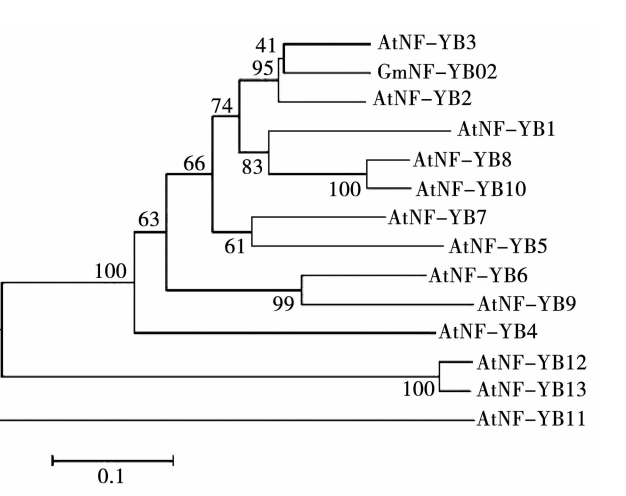 41
AtNF-YB3
95
GmNF-YB02
AtNF-YB2
74
AtNF-YB1
83
AtNF-YB8
100
AtNF-YB10
66
AtNF-YB7
61
AtNF-YB5
63
AtNF-YB6
99
AtNF-YB9
100
AtNF-YB4
AtNF-YB12
100
AtNF-YB13
AtNF-YB11
0.1